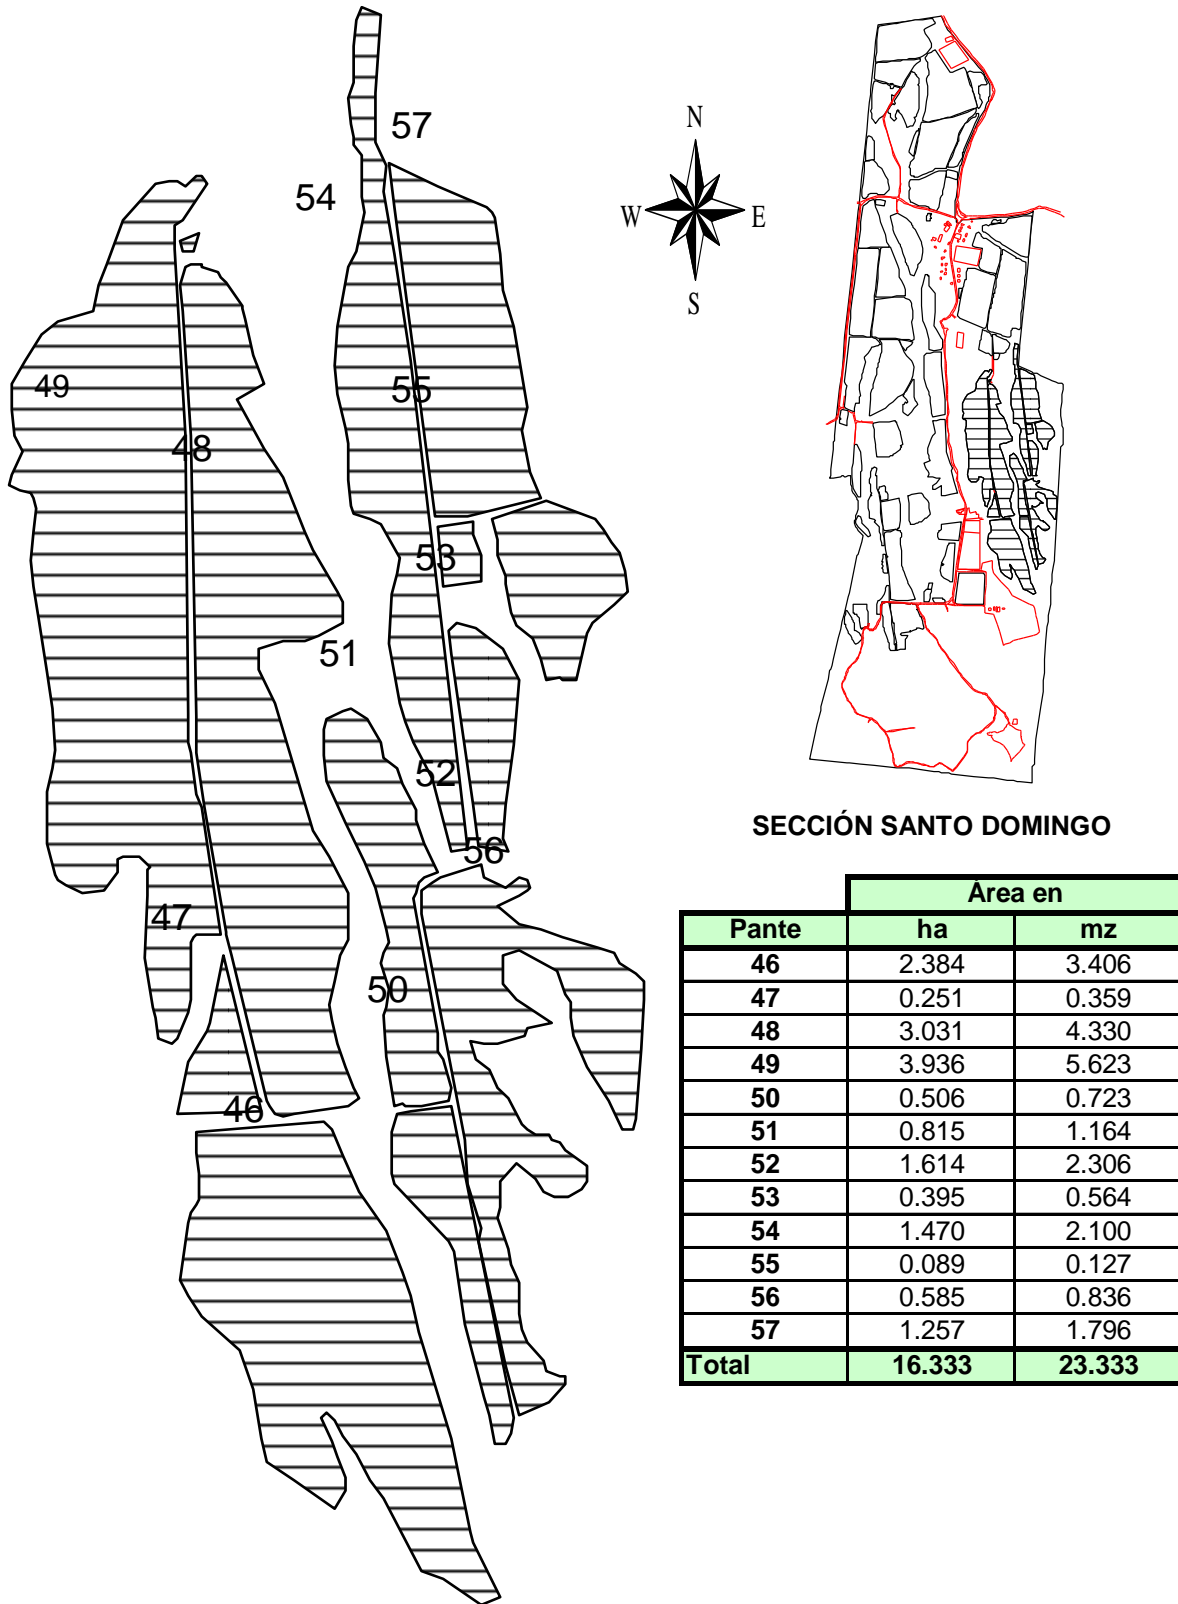 57
54
N
W E
S
49
55
48
53
51
52
56
47
50
46
SECCIÓN SANTO DOMINGO
Área en
Pante ha mz
46 2.384 3.406
47 0.251 0.359
48 3.031 4.330
49 3.936 5.623
50 0.506 0.723
51 0.815 1.164
52 1.614 2.306
53 0.395 0.564
54 1.470 2.100
55 0.089 0.127
56 0.585 0.836
57 1.257 1.796
Total 16.333 23.333